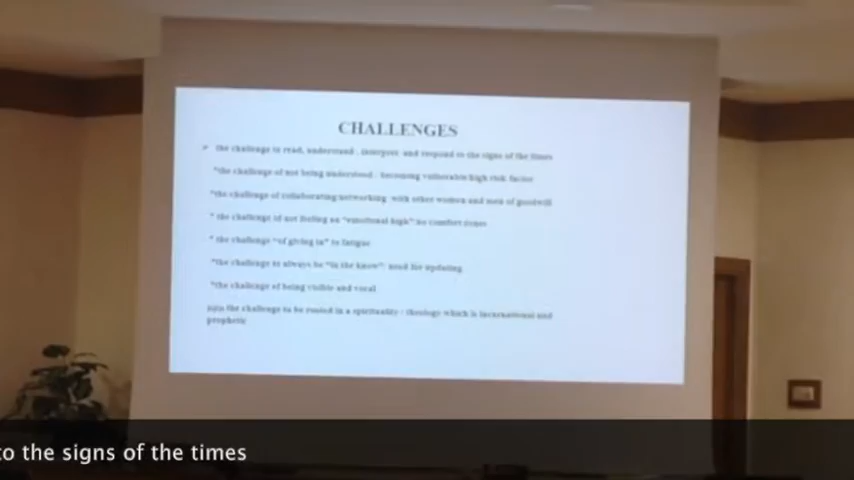 CHALLENGES
the challenge to read, understand , interpret and respond to the signs of the times
*the challenge of not being understood : becoming vulnerable/high risk factor
*the challenge of collaborating/networking with other women and men of goodwill
* the challenge of not feeling an "emotional high":no comfort zones
* the challenge "of giving in" to fatigue
*the challenge to always be "in the know": need for updating
*the challenge of being visible and vocal
the challenge to be rooted in a spirituality / theology which is incarnational and
prophetic
to the signs of the times